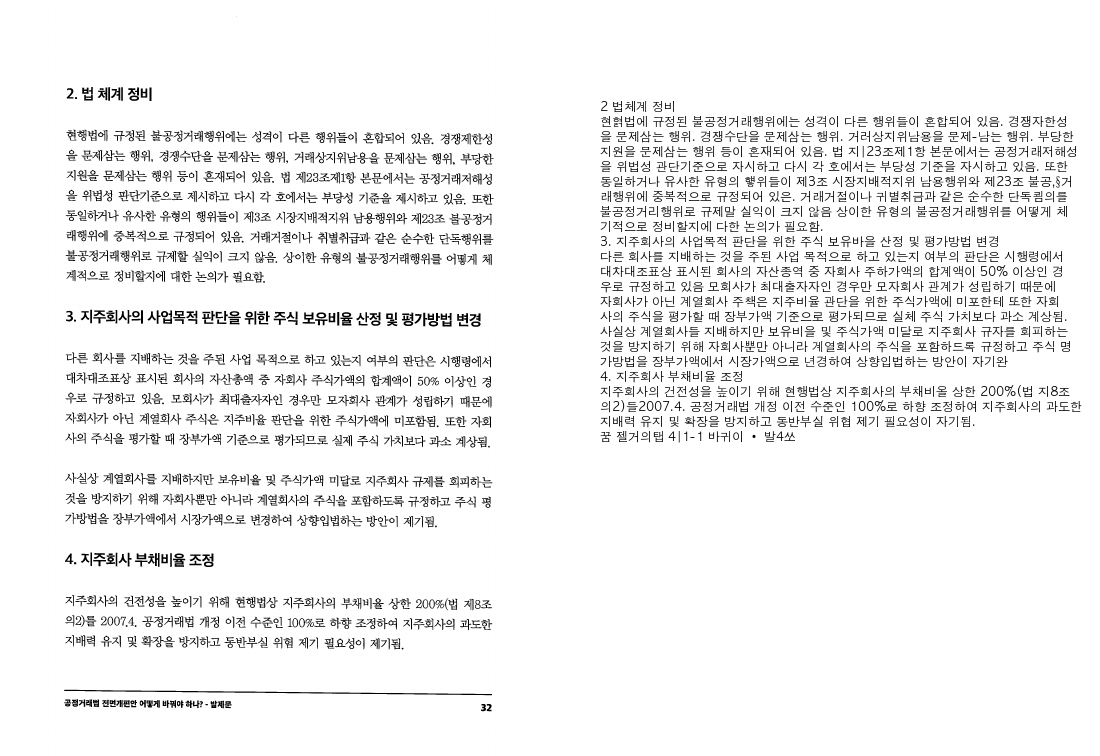 2. 법 체계 정비
현행법에 규정된 불공정거래행위에는 성격이 다른 행위들이 혼합되어 있음. 경쟁제한성
을 문제삼는 행위, 경쟁수단을 문제삼는 행위, 거래상지위남용을 문제삼는 행위, 부당한
지원을 문제삼는 행위 등이 혼재되어 있음. 법 제23조제1항 본문에서는 공정거래저해성
을 위법성 판단기준으로 제시하고 다시 각 호에서는 부당성 기준을 제시하고 있음. 또한
동일하거나 유사한 유형의 행위들이 제3조 시장지배적지위 남용행위와 제23조 불공정거
래행위에 중복적으로 규정되어 있음. 거래거절이나 취별취급과 같은 순수한 단독행위를
불공정거래행위로 규제할 실익이 크지 않음. 상이한 유형의 불공정거래행위를 어떻게 체
계적으로 정비할지에 대한 논의가 필요함.
3. 지주회사의 사업목적 판단을 위한 주식 보유비율 산정 및 평가방법 변경
다른 회사를 지배하는 것을 주된 사업 목적으로 하고 있는지 여부의 판단은 시행령에서
대차대조표상 표시된 회사의 자산총액 중 자회사 주식가액의 합계액이 50% 이상인 경
우로 규정하고 있음. 모회사가 최대출자자인 경우만 모자회사 관계가 성립하기 때문에
자회사가 아닌 계열회사 주식은 지주비율 판단을 위한 주식가액에 미포함됨. 또한 자회
사의 주식을 평가할 때 장부가액 기준으로 평가되므로 실제 주식 가치보다 과소 계상됨.
사실상 계열회사를 지배하지만 보유비율 및 주식가액 미달로 지주회사 규제를 회피하는
것을 방지하기 위해 자회사뿐만 아니라 계열회사의 주식을 포함하도록 규정하고 주식 평
가방법을 장부가액에서 시장가액으로 변경하여 상향입법하는 방안이 제기됨.
4. 지주회사 부채비율 조정
지주회사의 건전성을 높이기 위해 현행법상 지주회사의 부채비율 상한 200%(법 제8조
의2)를 2007.4. 공정거래법 개정 이전 수준인 100%로 하향 조정하여 지주회사의 과도한
지배력 유지 및 확장을 방지하고 동반부실 위험 제기 필요성이 제기됨.
공정거래법 전면개편안 어떻게 바꿔야 하나? - 발제문
32
2 법체계 정비
현혉법에 규정된 불공정거래행위에는 성격이 다른 행위들이 혼합되어 있음. 경쟁자한성
을 문제삼는 행위. 경쟁수단을 문제삼는 행위. 거러상지위남용을 문제-남는 행위. 부당한
지원을 문제삼는 행위 등이 혼재되어 있음. 법 지|23조제1항 본문에서는 공정거래저해성
을 위법성 관단기준으로 자시하고 다시 각 호에서는 부당성 기준을 자시하고 있음. 또한
동일하거나 유사한 유형의 행위들이 제3조 시장지배적지위 남용행위와 제23조 불공,§거
래행위에 중복적으로 규정되어 있은. 거래거절이나 귀별취금과 같은 순수한 단독퀌의를
불공정거리행위로 규제말 실익이 크지 않음 상이한 유형의 불공정거래행위를 어떻게 체
기적으로 정비할지에 다한 논의가 필요함.
3. 지주회사의 사업목적 판단을 위한 주식 보유바율 산정 및 평가방법 변경
다른 회사를 지배하는 것을 주된 사업 목적으로 하고 있는지 여부의 판단은 시행령에서
대차대조표상 표시된 회사의 자산총역 중 자회사 주하가액의 합계액이 50% 이상인 경
우로 규정하고 있음 모회사가 최대출자자인 경우만 모자회사 관계가 성립하기 때문에
자회사가 아닌 계열회사 주책은 지주비율 관단을 위한 주식가액에 미포한테 또한 자회
사의 주식을 평가할 때 장부가액 기준으로 평가되므로 실체 주식 가치보다 과소 계상됨.
사실상 계열회사들 지배하지만 보유비을 및 주식가액 미달로 지주회사 규자를 회피하는
것을 방지하기 위해 자회사뿐만 아니라 계열회사의 주식을 포함하드록 규정하고 주식 명
가방법을 장부가액에서 시장가액으로 년경하여 상향입법하는 방안이 자기완
4. 지주회사 부채비율 조정
지주회사의 건전성을 높이기 위해 현행법상 지주회사의 부채비올 상한 200%(법 지8조
의2)들2007.4. 공정거래법 개정 이전 수준인 100%로 하향 조정하여 지주회사의 과도한
지배력 유지 및 확장을 방지하고 동반부실 위협 제기 필요성이 자기됨.
꿈 젤거의탭 4|1-1 바귀이 • 발4쏘